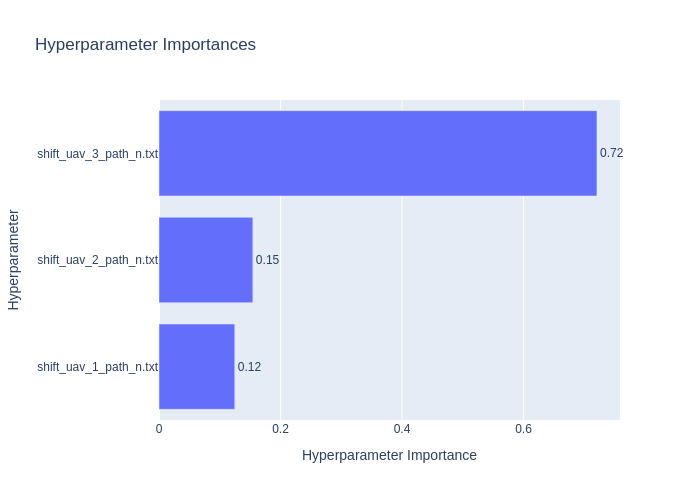 Hyperparameter Importances
Hyperparameter
shift_uav_3_path_n.txt
0.72
shift_uav_2_path_n.txt
0.15
shift_uav_1_path_n.txt
0.12
0
0.2
0.4
0.6
Hyperparameter Importance